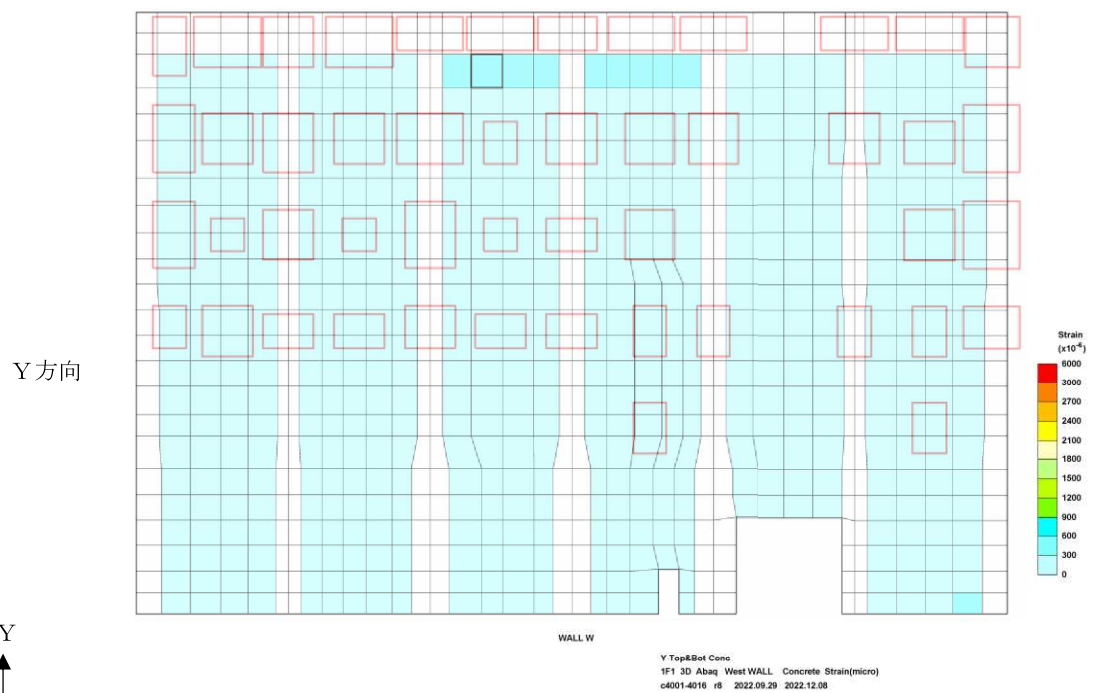 Y方向
Y
Strain
(x10-6)
6000
3000
2700
2400
2100
1800
1500
1200
900
600
300
0
WALL W
Y Top&Bot Conc
1F1 3D Abaq West WALL Concrete Strain(micro)
c4001-4016 r8 2022.09.29 2022.12.08